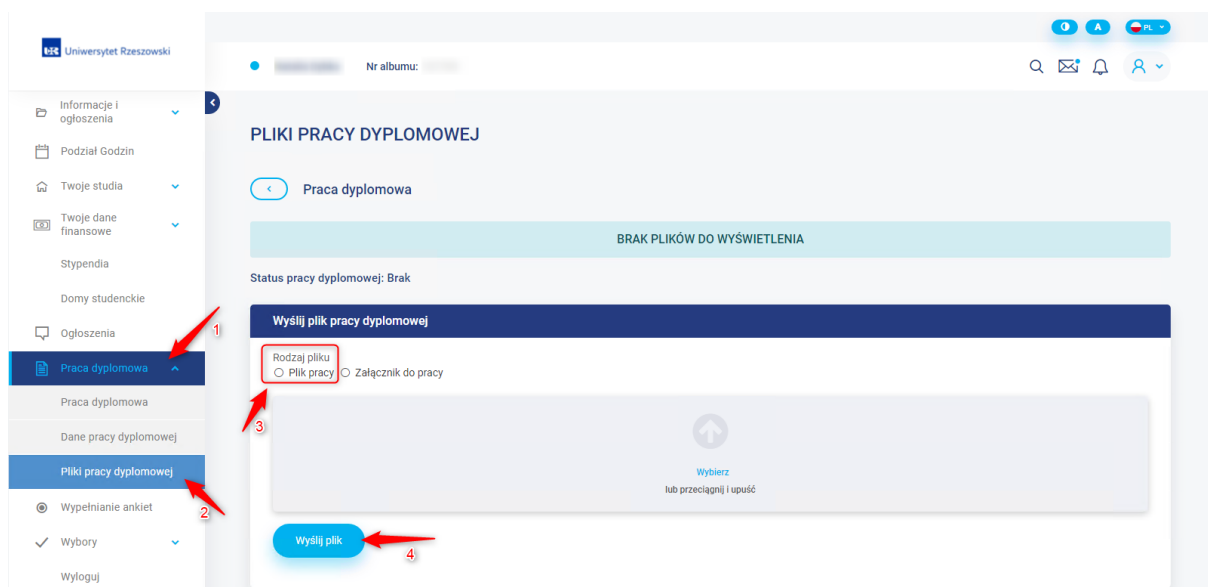 PL
UR Uniwersytet Rzeszowski
Nr albumu:
Informacje i
ogłoszenia
Podział Godzin
Twoje studia
Twoje dane
finansowe
Stypendia
Domy studenckie
Ogłoszenia
1
Praca dyplomowa
Praca dyplomowa
Dane pracy dyplomowej
Pliki pracy dyplomowej
2
Wypełnianie ankiet
Wybory
Wyloguj
A
PLIKI PRACY DYPLOMOWEJ
Praca dyplomowa
BRAK PLIKÓW DO WYŚWIETLENIA
Status pracy dyplomowej: Brak
Wyślij plik pracy dyplomowej
Rodzaj pliku
Plik pracy Załącznik do pracy
3
Wybierz
lub przeciągnij i upuść
Wyślij plik
4